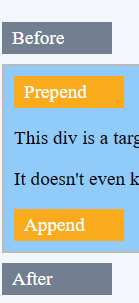 Before
Prepend
This div is a
It doesn't even
Append
After